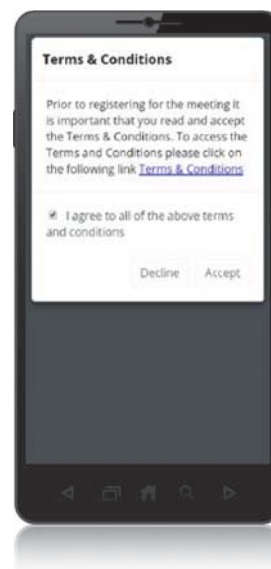 Terms & Conditions
Prior to registering for the meeting it
is important that you read and accept
the Terms & Conditions. To access the
Terms and Conditions please click on
the following link Terms & Conditions
I agree to all of the above terms
and conditions
Decline Accept